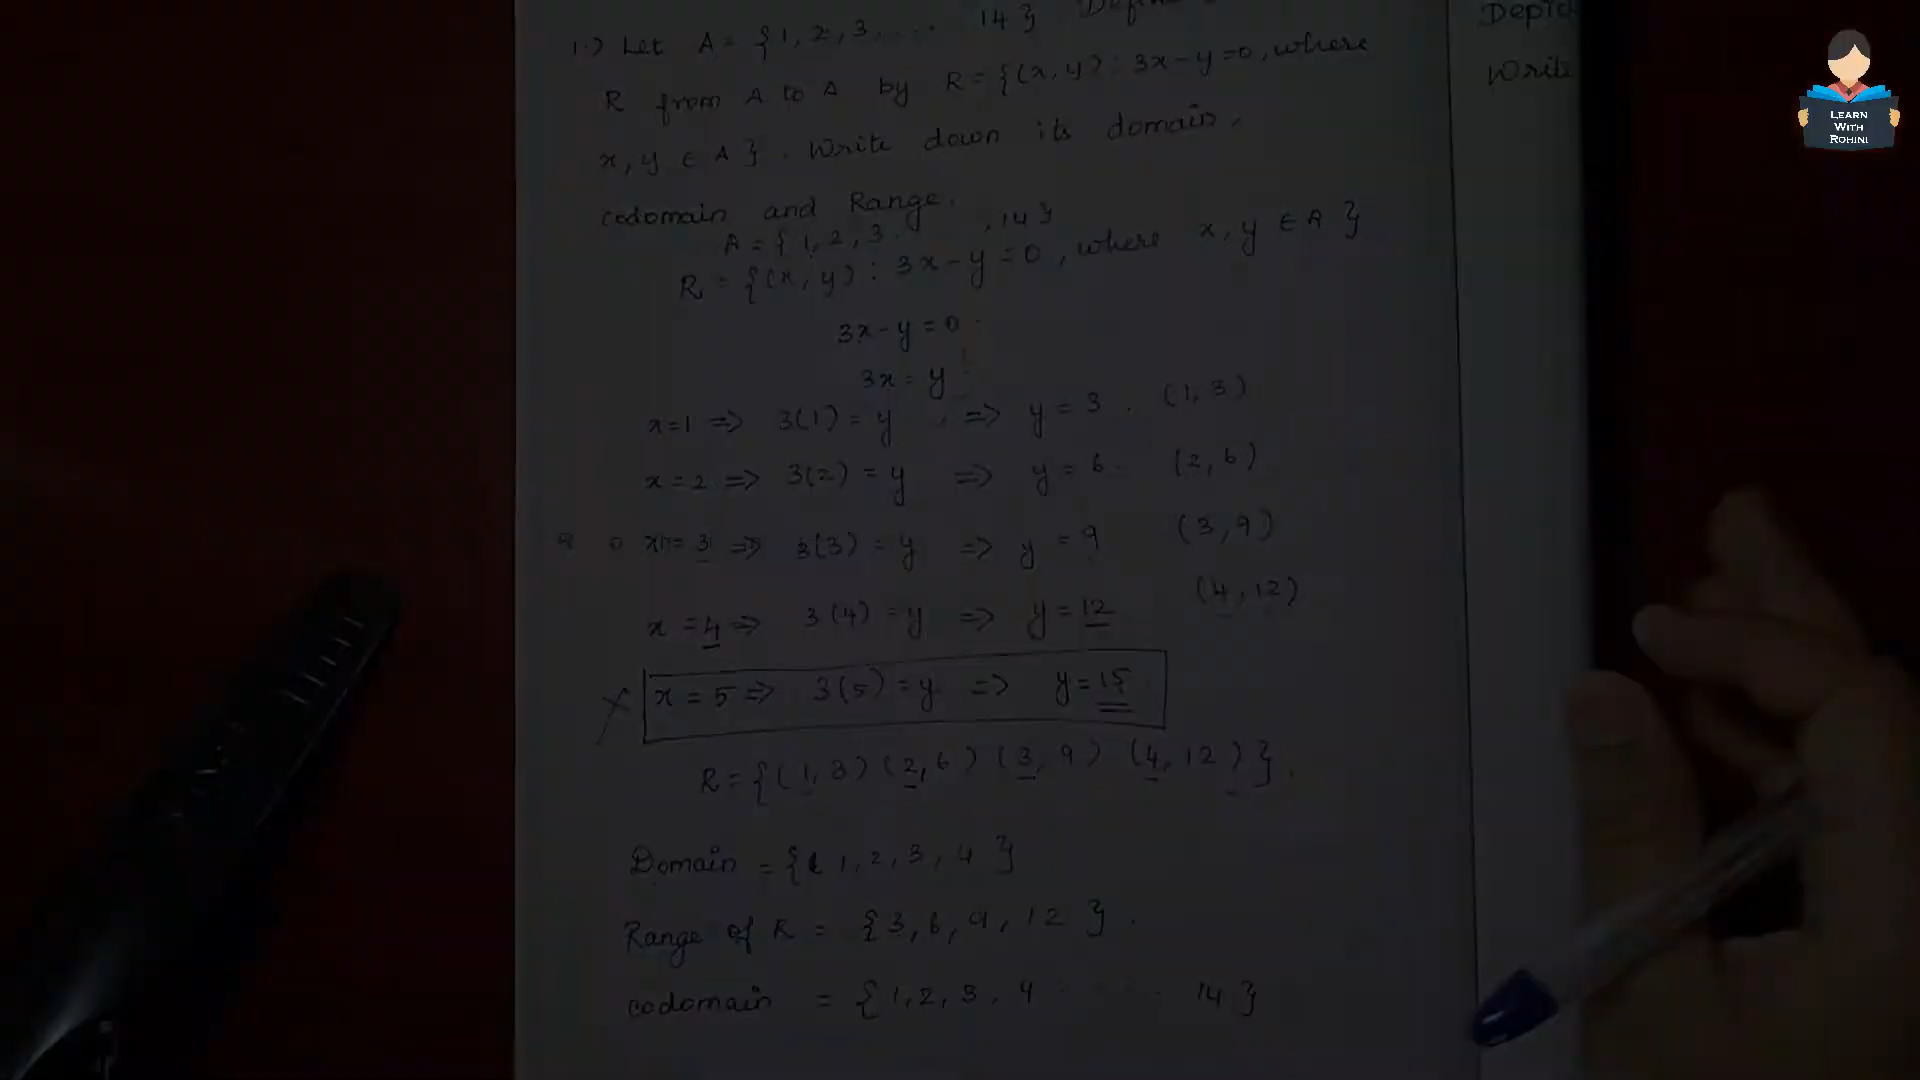 1.) Let A = {1, 2, 3, .... 14} Define
R from A to A by R = {(x, y) : 3x - y = 0, where
x, y ∈ A}. Write down its domain,
codomain and Range.
A = {1, 2, 3 , 14}
R = {(x, y) : 3x - y = 0, where x, y ∈ A}
3x - y = 0
3x = y
x = 1 => 3(1) = y => y = 3 . (1, 3)
x = 2 => 3(2) = y => y = 6 . (2, 6)
x = 3 => 3(3) = y => y = 9 (3, 9)
x = 4 => 3(4) = y => y = 12 (4, 12)
x = 5 => 3(5) = y => y = 15
R = {(1, 3) (2, 6) (3, 9) (4, 12)}.
Domain = {1, 2, 3, 4}
Range of R = {3, 6, 9, 12}.
codomain = {1, 2, 3, 4 ..... 14}
Write
LEARN
WITH
ROHINI